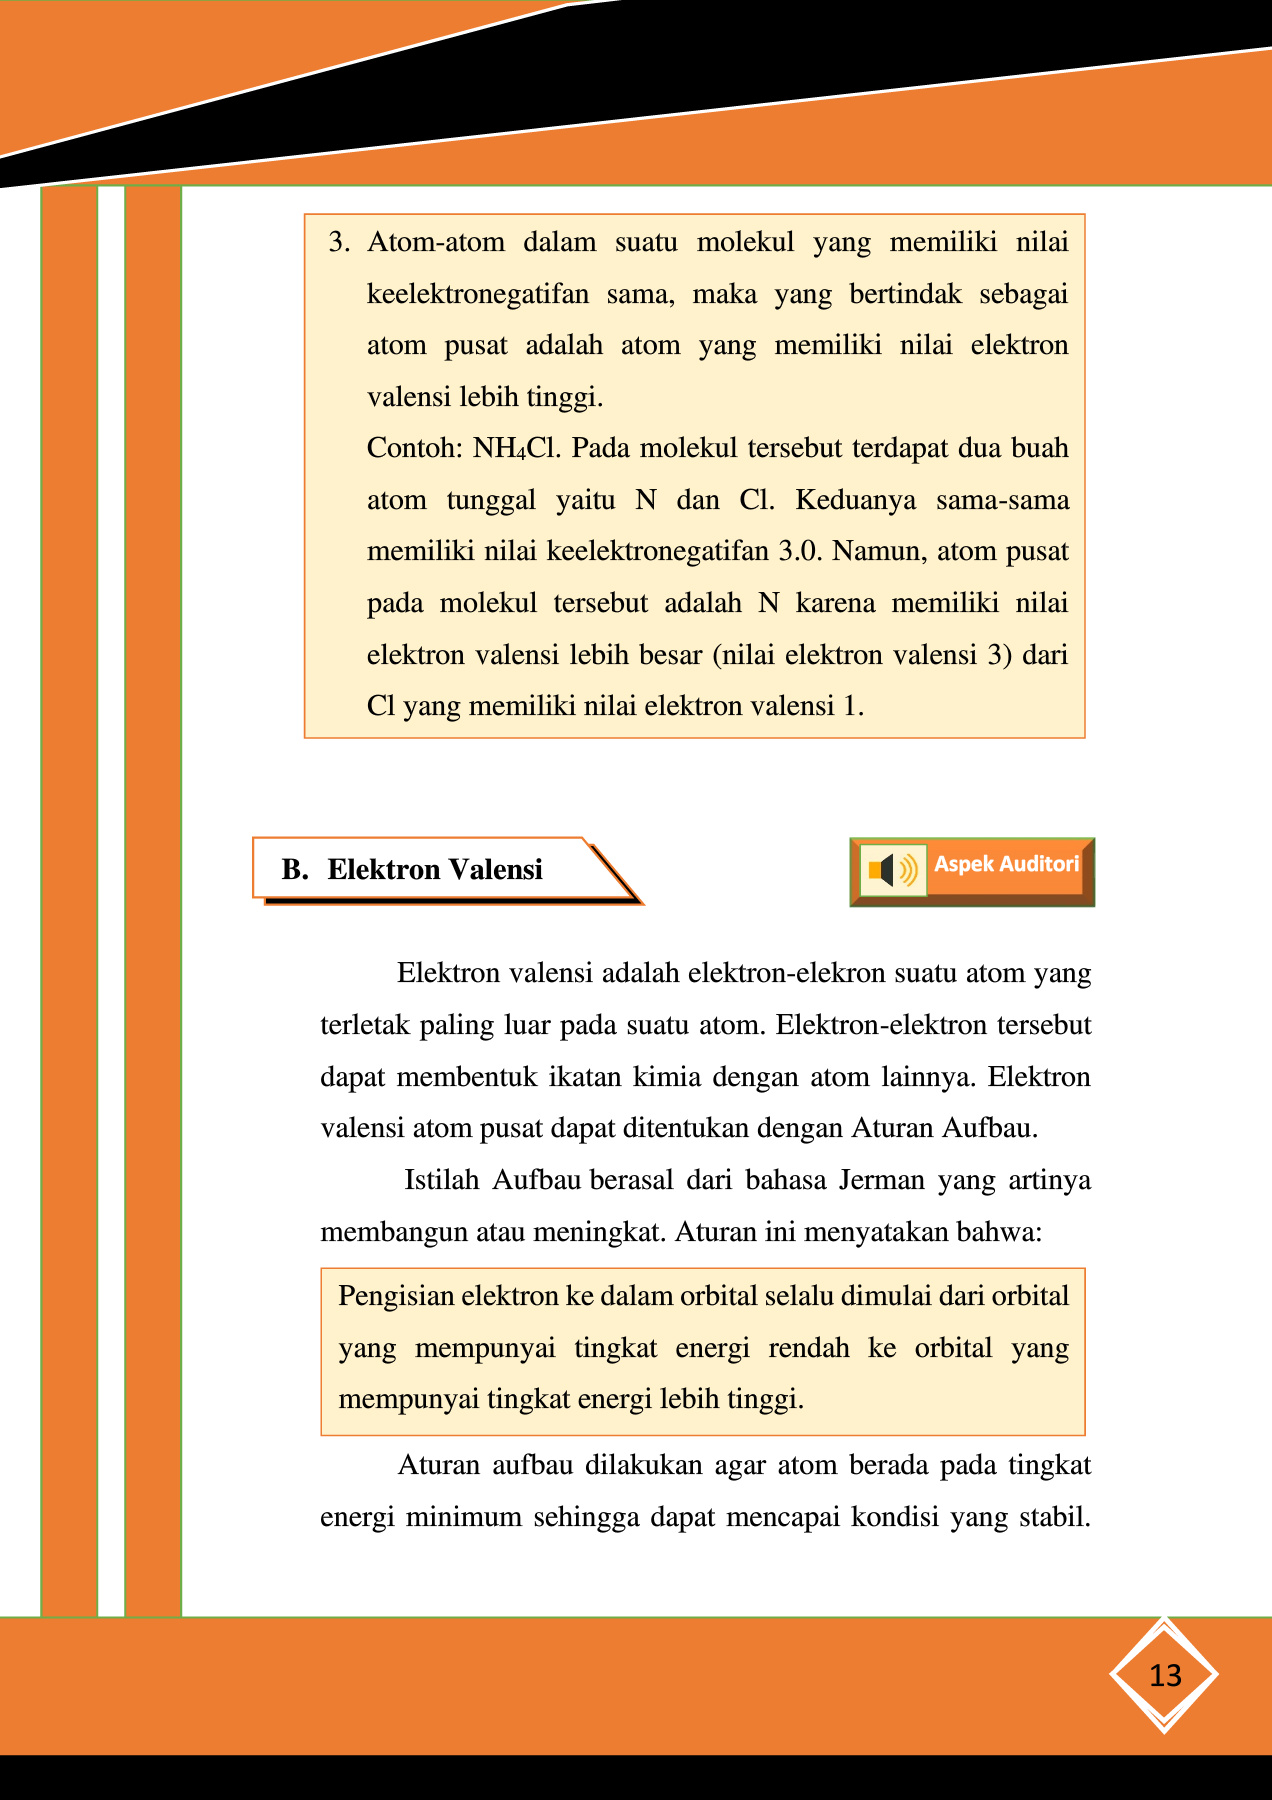 3. Atom-atom dalam suatu molekul yang memiliki nilai
keelektronegatifan sama, maka yang bertindak sebagai
atom pusat adalah atom yang memiliki nilai elektron
valensi lebih tinggi.
Contoh: NH₄Cl. Pada molekul tersebut terdapat dua buah
atom tunggal yaitu N dan Cl. Keduanya sama-sama
memiliki nilai keelektronegatifan 3.0. Namun, atom pusat
pada molekul tersebut adalah N karena memiliki nilai
elektron valensi lebih besar (nilai elektron valensi 3) dari
Cl yang memiliki nilai elektron valensi 1.
B. Elektron Valensi
Aspek Auditori
Elektron valensi adalah elektron-elekron suatu atom yang
terletak paling luar pada suatu atom. Elektron-elektron tersebut
dapat membentuk ikatan kimia dengan atom lainnya. Elektron
valensi atom pusat dapat ditentukan dengan Aturan Aufbau.
Istilah Aufbau berasal dari bahasa Jerman yang artinya
membangun atau meningkat. Aturan ini menyatakan bahwa:
Pengisian elektron ke dalam orbital selalu dimulai dari orbital
yang mempunyai tingkat energi rendah ke orbital yang
mempunyai tingkat energi lebih tinggi.
Aturan aufbau dilakukan agar atom berada pada tingkat
energi minimum sehingga dapat mencapai kondisi yang stabil.
13